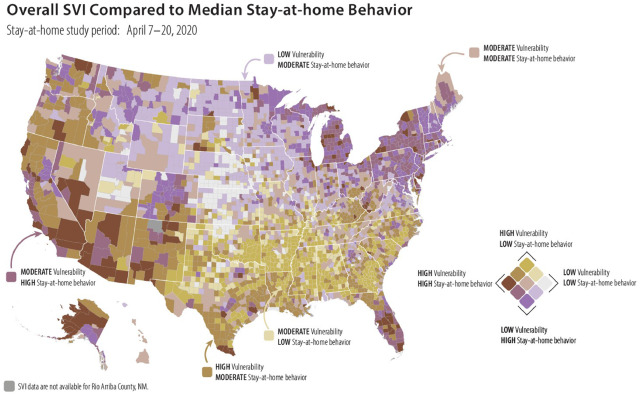 Overall SVI Compared to Median Stay-at-home Behavior
Stay-at-home study period: April 7–20, 2020
LOW Vulnerability
MODERATE Stay-at-home behavior
MODERATE Vulnerability
MODERATE Stay-at-home behavior
HIGH Vulnerability
LOW Stay-at-home behavior
HIGH Vulnerability
HIGH Stay-at-home behavior
LOW Vulnerability
LOW Stay-at-home behavior
LOW Vulnerability
HIGH Stay-at-home behavior
MODERATE Vulnerability
HIGH Stay-at-home behavior
MODERATE Vulnerability
LOW Stay-at-home behavior
HIGH Vulnerability
MODERATE Stay-at-home behavior
SVI data are not available for Rio Arriba County, NM.